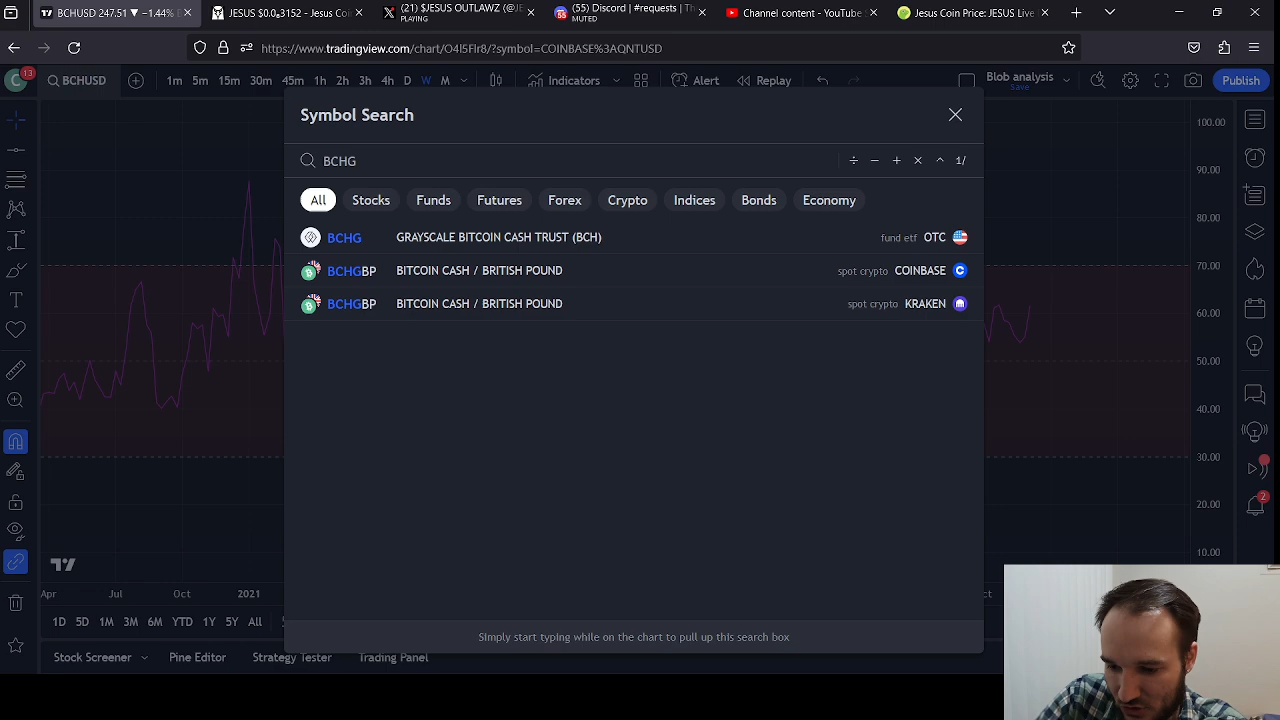 BCHUSD 247.51 ▼ −1.44% E
JESUS $0.0₈3152 - Jesus Coi
(21) $JESUS OUTLAWZ (@JE
PLAYING
(55) Discord | #requests | Th
MUTED
Channel content - YouTube S
Jesus Coin Price: JESUS Live
https://www.tradingview.com/chart/O4I5Flr8/?symbol=COINBASE%3AQNTUSD
C
13
BCHUSD
1m 5m 15m 30m 45m 1h 2h 3h 4h D W M
Indicators
Alert
Replay
Blob analysis
Save
Publish
Symbol Search
BCHG
÷ − + × ^ 1/
All Stocks Funds Futures Forex Crypto Indices Bonds Economy
BCHG GRAYSCALE BITCOIN CASH TRUST (BCH) fund etf OTC
BCHGBP BITCOIN CASH / BRITISH POUND spot crypto COINBASE
BCHGBP BITCOIN CASH / BRITISH POUND spot crypto KRAKEN
100.00
90.00
80.00
70.00
60.00
50.00
40.00
30.00
20.00
10.00
2
Apr Jul Oct 2021
1D 5D 1M 3M 6M YTD 1Y 5Y All
Simply start typing while on the chart to pull up this search box
Stock Screener Pine Editor Strategy Tester Trading Panel